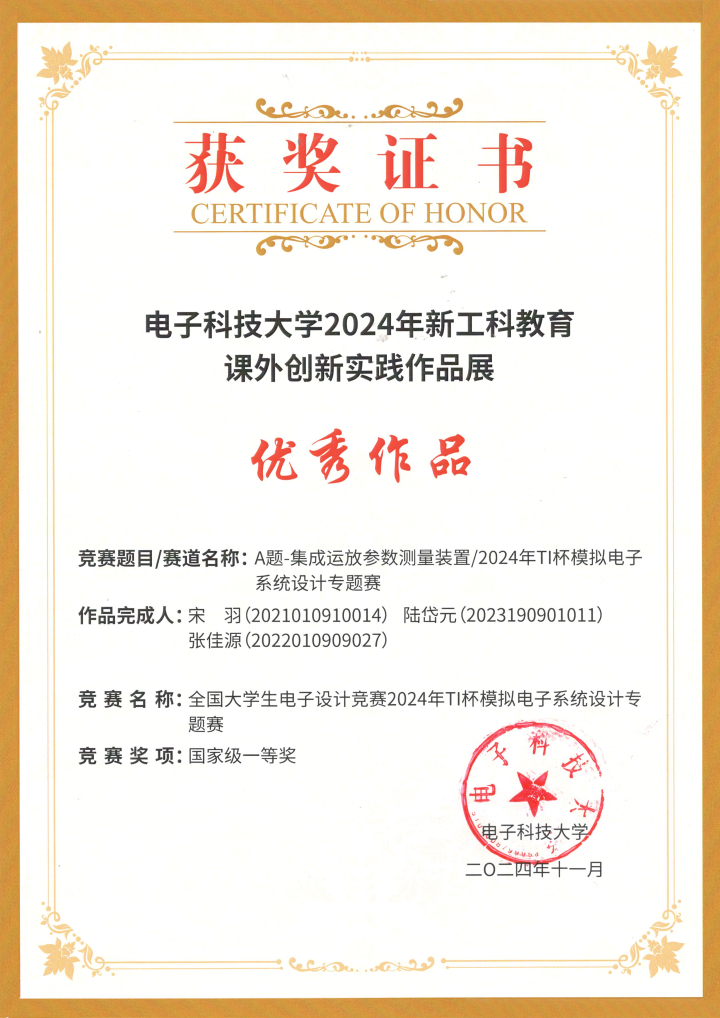 获奖证书
CERTIFICATE OF HONOR
电子科技大学2024年新工科教育
课外创新实践作品展
优秀作品
竞赛题目/赛道名称：A题-集成运放参数测量装置/2024年TI杯模拟电子
系统设计专题赛
作品完成人：宋　羽（2021010910014） 陆岱元（2023190901011）
张佳源（2022010909027）
竞赛名称：全国大学生电子设计竞赛2024年TI杯模拟电子系统设计专
题赛
竞赛奖项：国家级一等奖
电子科技大学
电子科技大学
二〇二四年十一月